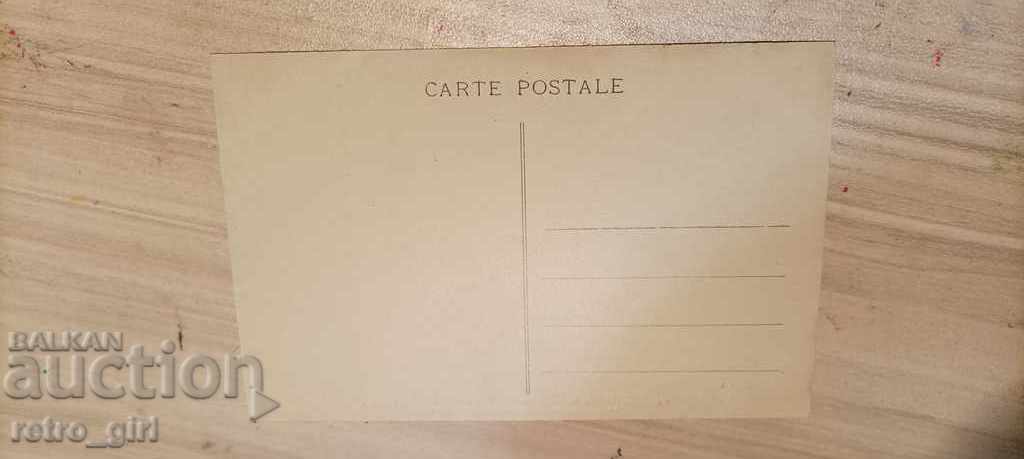 CARTE POSTALE
BALKAN
auction
retro_girl